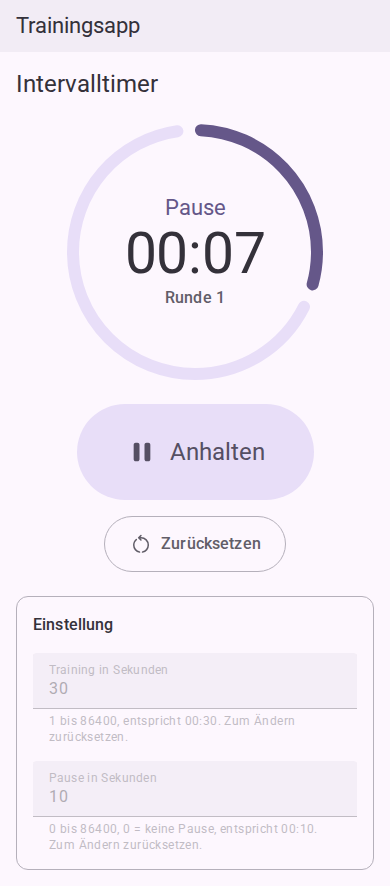 Trainingsapp
Intervalltimer
Pause
00:07
Runde 1
Anhalten
Zurücksetzen
Einstellung
Training in Sekunden
30
1 bis 86400, entspricht 00:30. Zum Ändern
zurücksetzen.
Pause in Sekunden
10
0 bis 86400, 0 = keine Pause, entspricht 00:10.
Zum Ändern zurücksetzen.